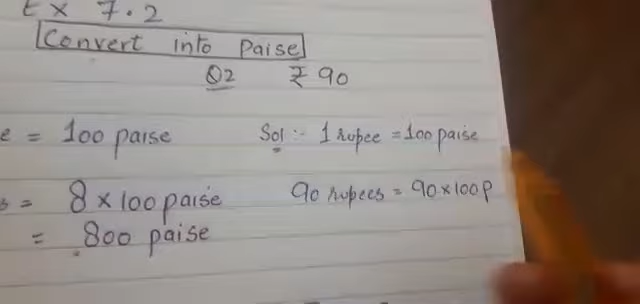 Ex 7.2
Convert into Paise
Q2 ₹ 90
= 100 paise
Sol :- 1 rupee = 100 paise
= 8 × 100 paise
90 rupees = 90 × 100 P
= 800 paise